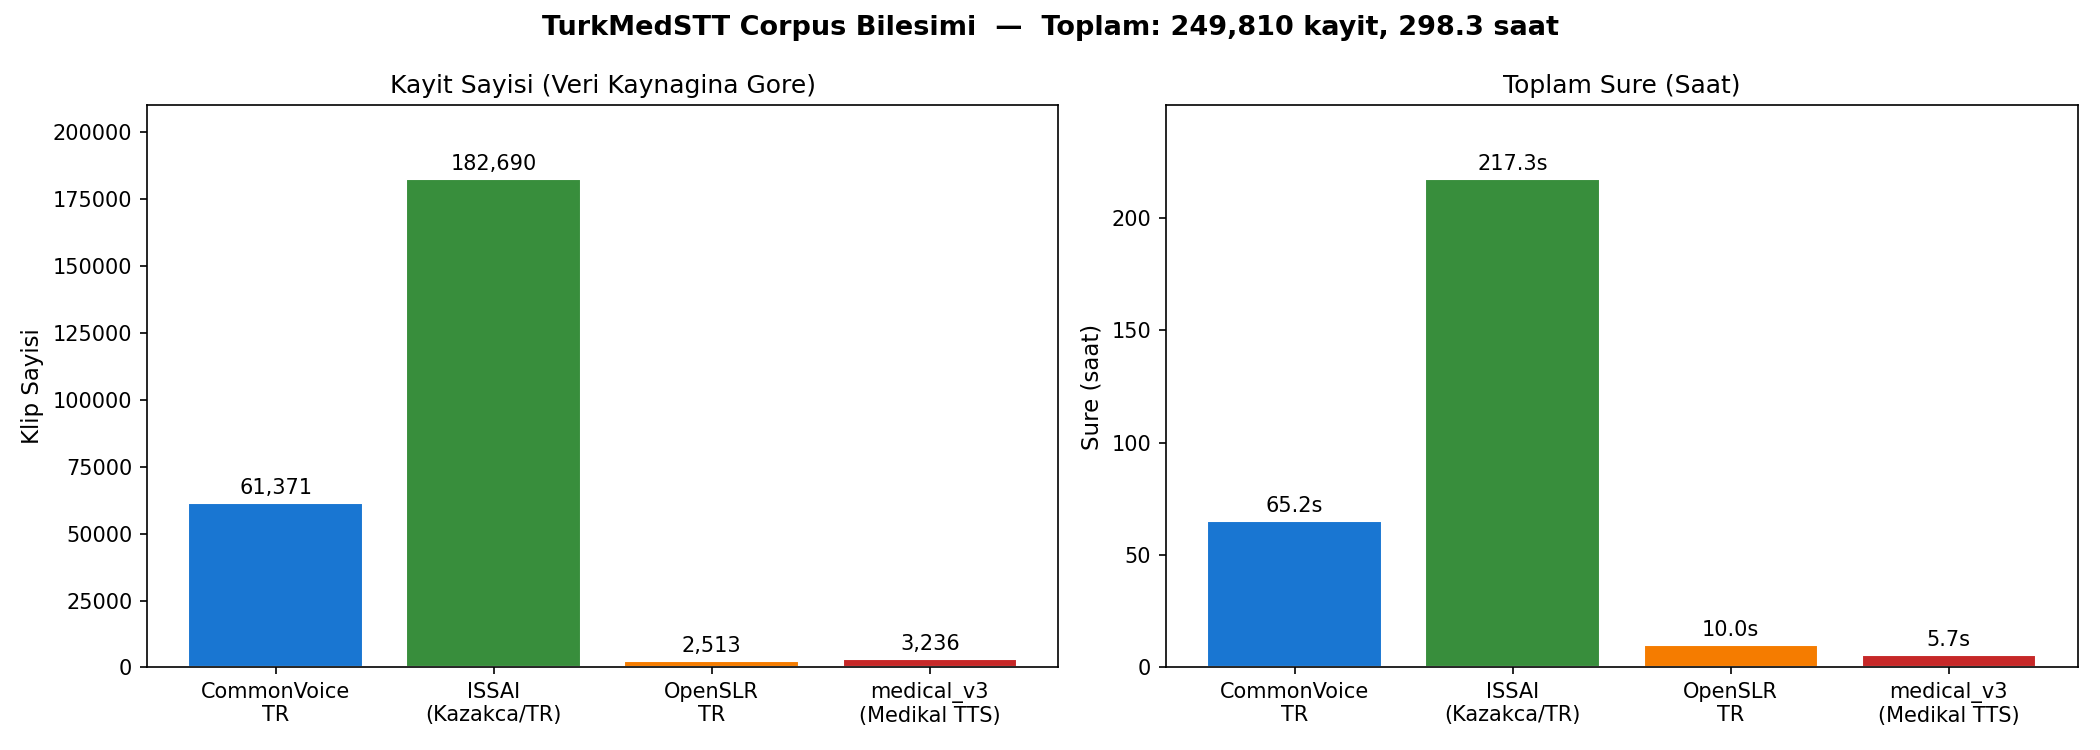 TurkMedSTT Corpus Bilesimi — Toplam: 249,810 kayit, 298.3 saat
Kayit Sayisi (Veri Kaynagina Gore)
Klip Sayisi
200000
175000
150000
125000
100000
75000
50000
25000
0
61,371
182,690
2,513
3,236
CommonVoice
TR
ISSAI
(Kazakca/TR)
OpenSLR
TR
medical_v3
(Medikal TTS)
Toplam Sure (Saat)
Sure (saat)
200
150
100
50
0
65.2s
217.3s
10.0s
5.7s
CommonVoice
TR
ISSAI
(Kazakca/TR)
OpenSLR
TR
medical_v3
(Medikal TTS)